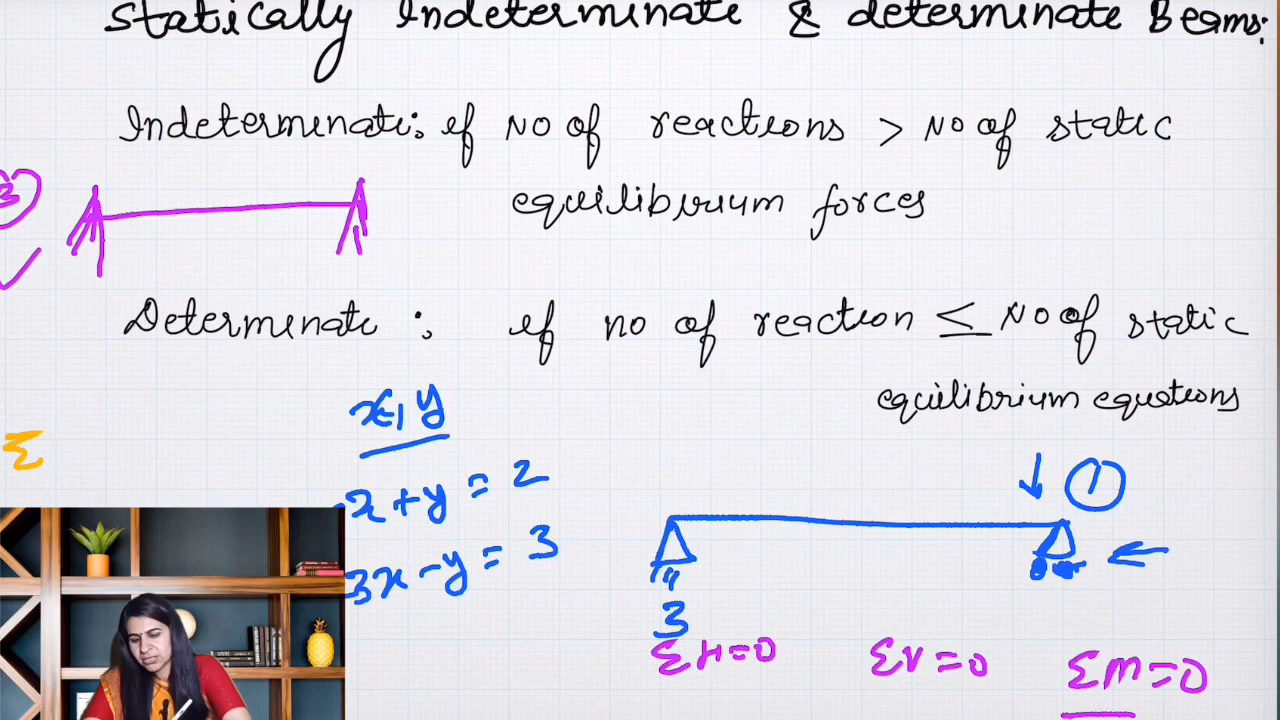 Statically Indeterminate & determinate Beams:
Indeterminate: if No of reactions > No of static
equilibrium forces
3
Determinate: if no of reaction ≤ No of static
equilibrium equations
x, y
Σ
x + y = 2
1
3x - y = 3
3
ΣH=0 ΣV=0 ΣM=0